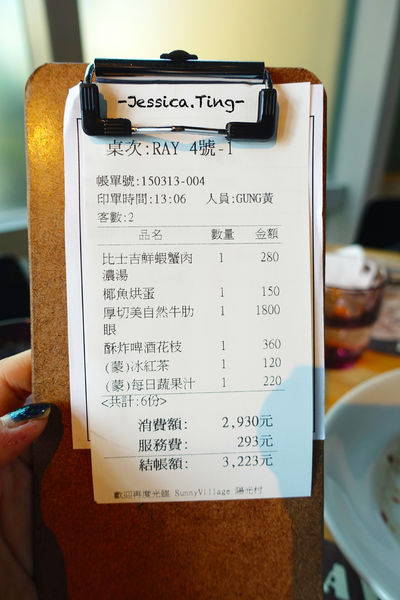 -Jessica.Ting-
桌次:RAY 4號-1
帳單號:150313-004
印單時間:13:06 人員:GUNG黃
客數:2
品名 數量 金額
比士吉鮮蝦蟹肉 1 280
濃湯
椰魚烘蛋 1 150
厚切美自然牛肋 1 1800
眼
酥炸啤酒花枝 1 360
(蒙)冰紅茶 1 120
(蒙)每日蔬果汁 1 220
<共計:6份>
消費額: 2,930元
服務費: 293元
結帳額: 3,223元
歡迎再度光臨 SunnyVillage 陽光村